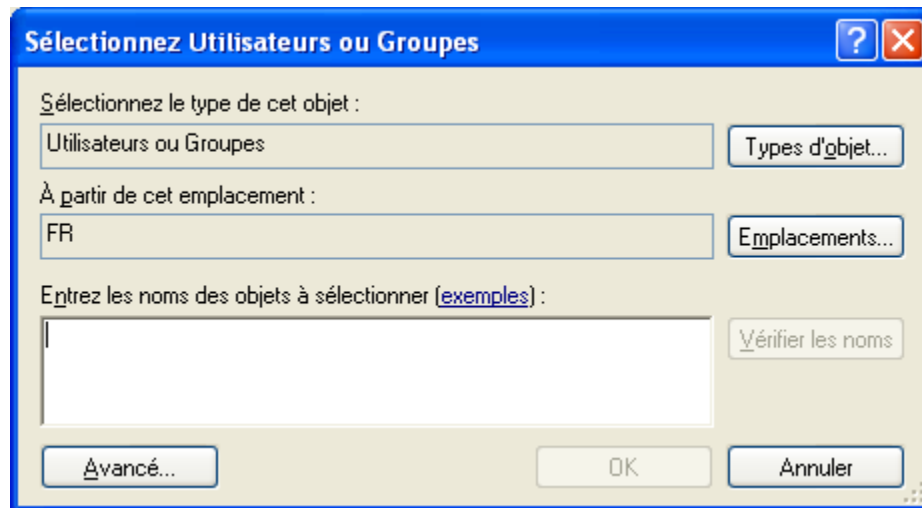 Sélectionnez Utilisateurs ou Groupes
Sélectionnez le type de cet objet :
Utilisateurs ou Groupes
Types d'objet...
À partir de cet emplacement :
FR
Emplacements...
Entrez les noms des objets à sélectionner (exemples) :
Vérifier les noms
Avancé...
OK
Annuler